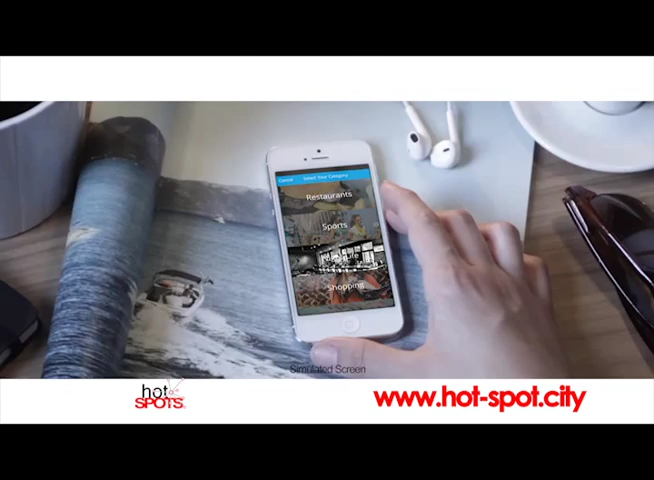 Cancel Select Your Category
Restaurants
Sports
Shopping
Simulated Screen
hot
SPOTS
www.hot-spot.city